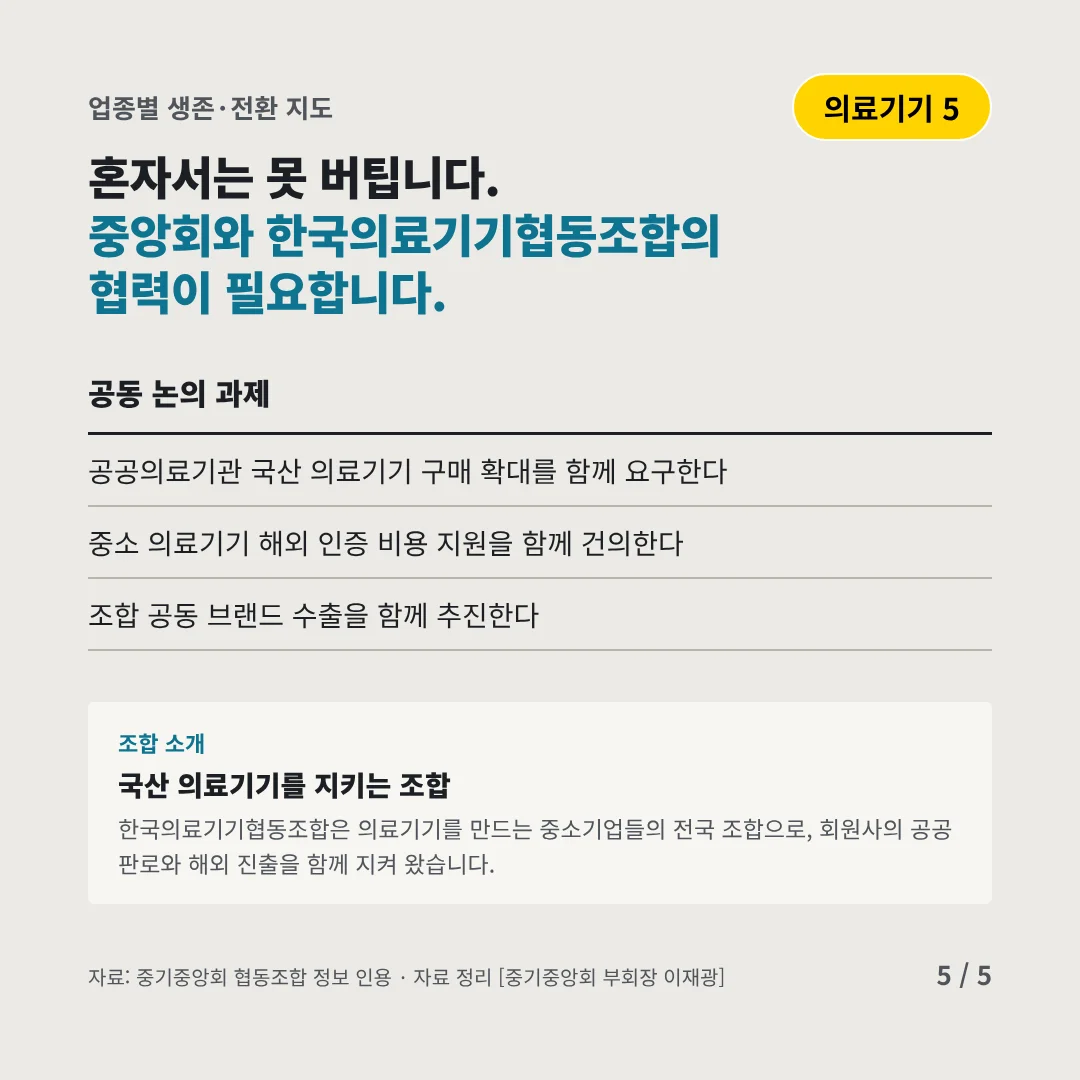 업종별 생존·전환 지도
의료기기 5
혼자서는 못 버팁니다.
중앙회와 한국의료기기협동조합의
협력이 필요합니다.
공동 논의 과제
공공의료기관 국산 의료기기 구매 확대를 함께 요구한다
중소 의료기기 해외 인증 비용 지원을 함께 건의한다
조합 공동 브랜드 수출을 함께 추진한다
조합 소개
국산 의료기기를 지키는 조합
한국의료기기협동조합은 의료기기를 만드는 중소기업들의 전국 조합으로, 회원사의 공공
판로와 해외 진출을 함께 지켜 왔습니다.
자료: 중기중앙회 협동조합 정보 인용 · 자료 정리 [중기중앙회 부회장 이재광]
5 / 5